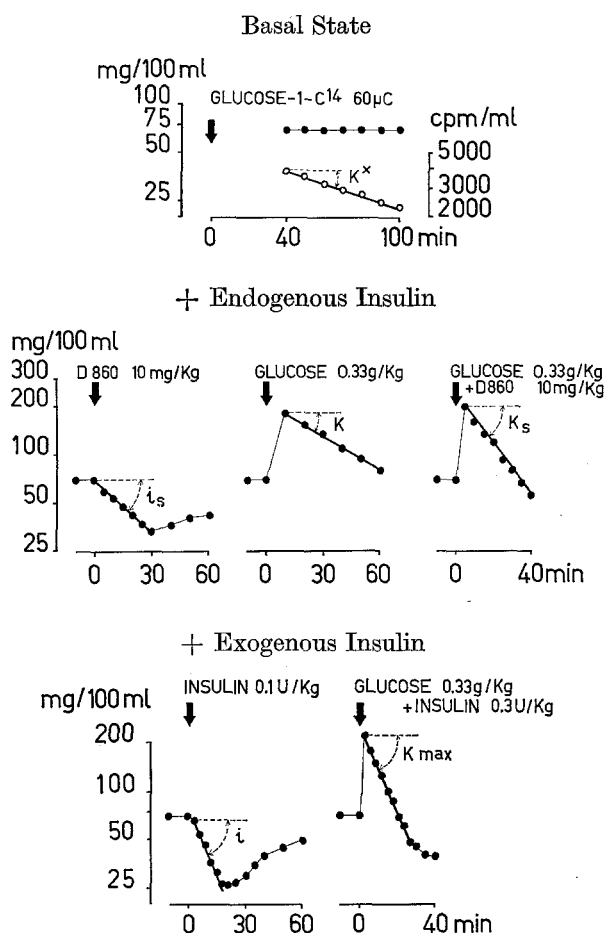 Basal State
mg/100 ml
100
75
50
25
GLUCOSE-1-C14 60µC
cpm/ml
5000
3000
2000
K×
0 40 100 min
+ Endogenous Insulin
mg/100 ml
300
200
100
50
25
D 860 10 mg/Kg
GLUCOSE 0.33g/Kg
GLUCOSE 0.33g/Kg
+D860 10mg/Kg
is
K
Ks
0 30 60
0 30 60
0 40 min
+ Exogenous Insulin
mg/100 ml
200
100
50
25
INSULIN 0.1 U/Kg
GLUCOSE 0.33g/Kg
+INSULIN 0.3U/Kg
i
K max
0 30 60
0 40 min